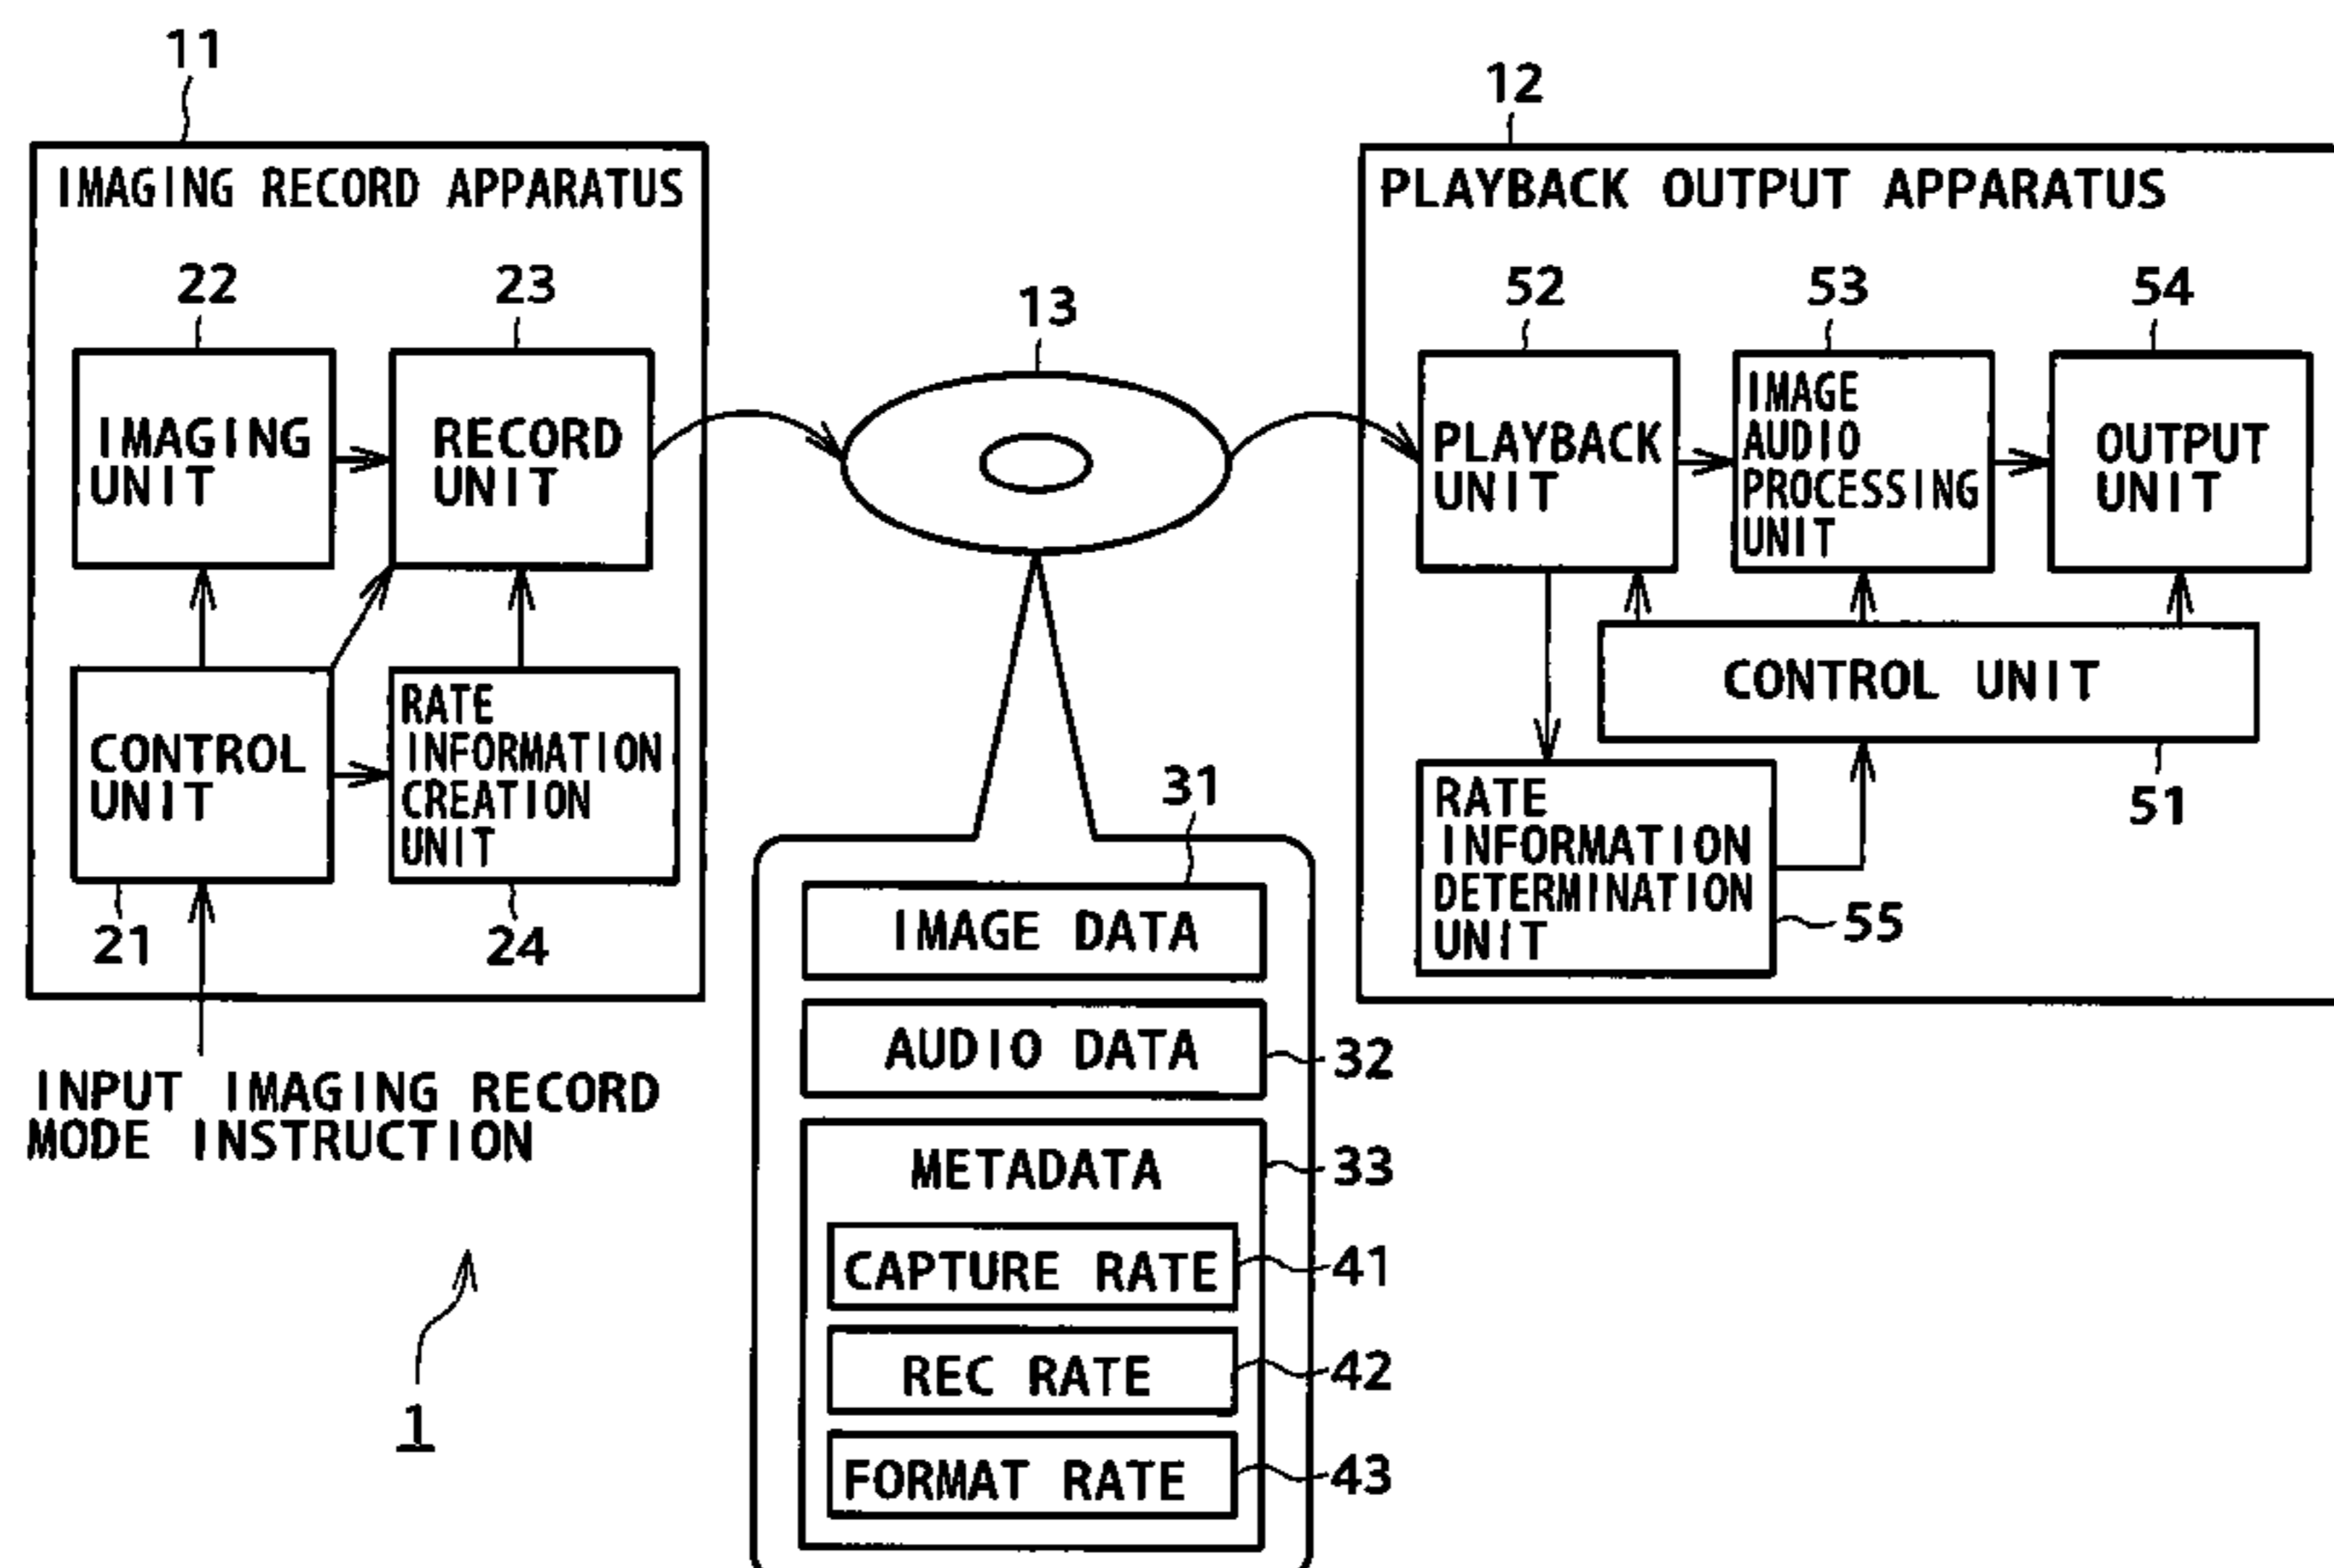 11
IMAGING RECORD APPARATUS
22
23
IMAGING
UNIT
RECORD
UNIT
CONTROL
UNIT
RATE
INFORMATION
CREATION
UNIT
21
24
INPUT IMAGING RECORD
MODE INSTRUCTION
1
13
31
IMAGE DATA
AUDIO DATA
32
METADATA
33
CAPTURE RATE
41
REC RATE
42
FORMAT RATE
43
12
PLAYBACK OUTPUT APPARATUS
52
53
54
PLAYBACK
UNIT
IMAGE
AUDIO
PROCESSING
UNIT
OUTPUT
UNIT
CONTROL UNIT
51
RATE
INFORMATION
DETERMINATION
UNIT
55